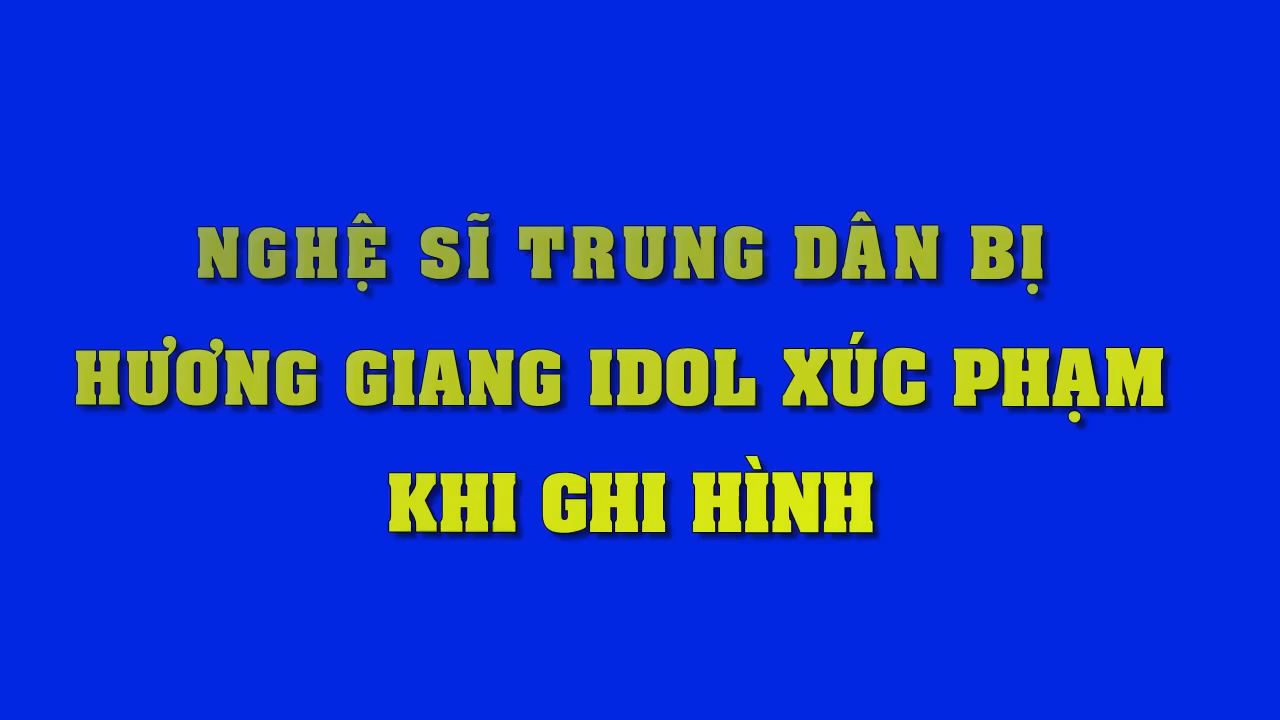 NGHỆ SĨ TRUNG DÂN BỊ
HƯƠNG GIANG IDOL XÚC PHẠM
KHI GHI HÌNH